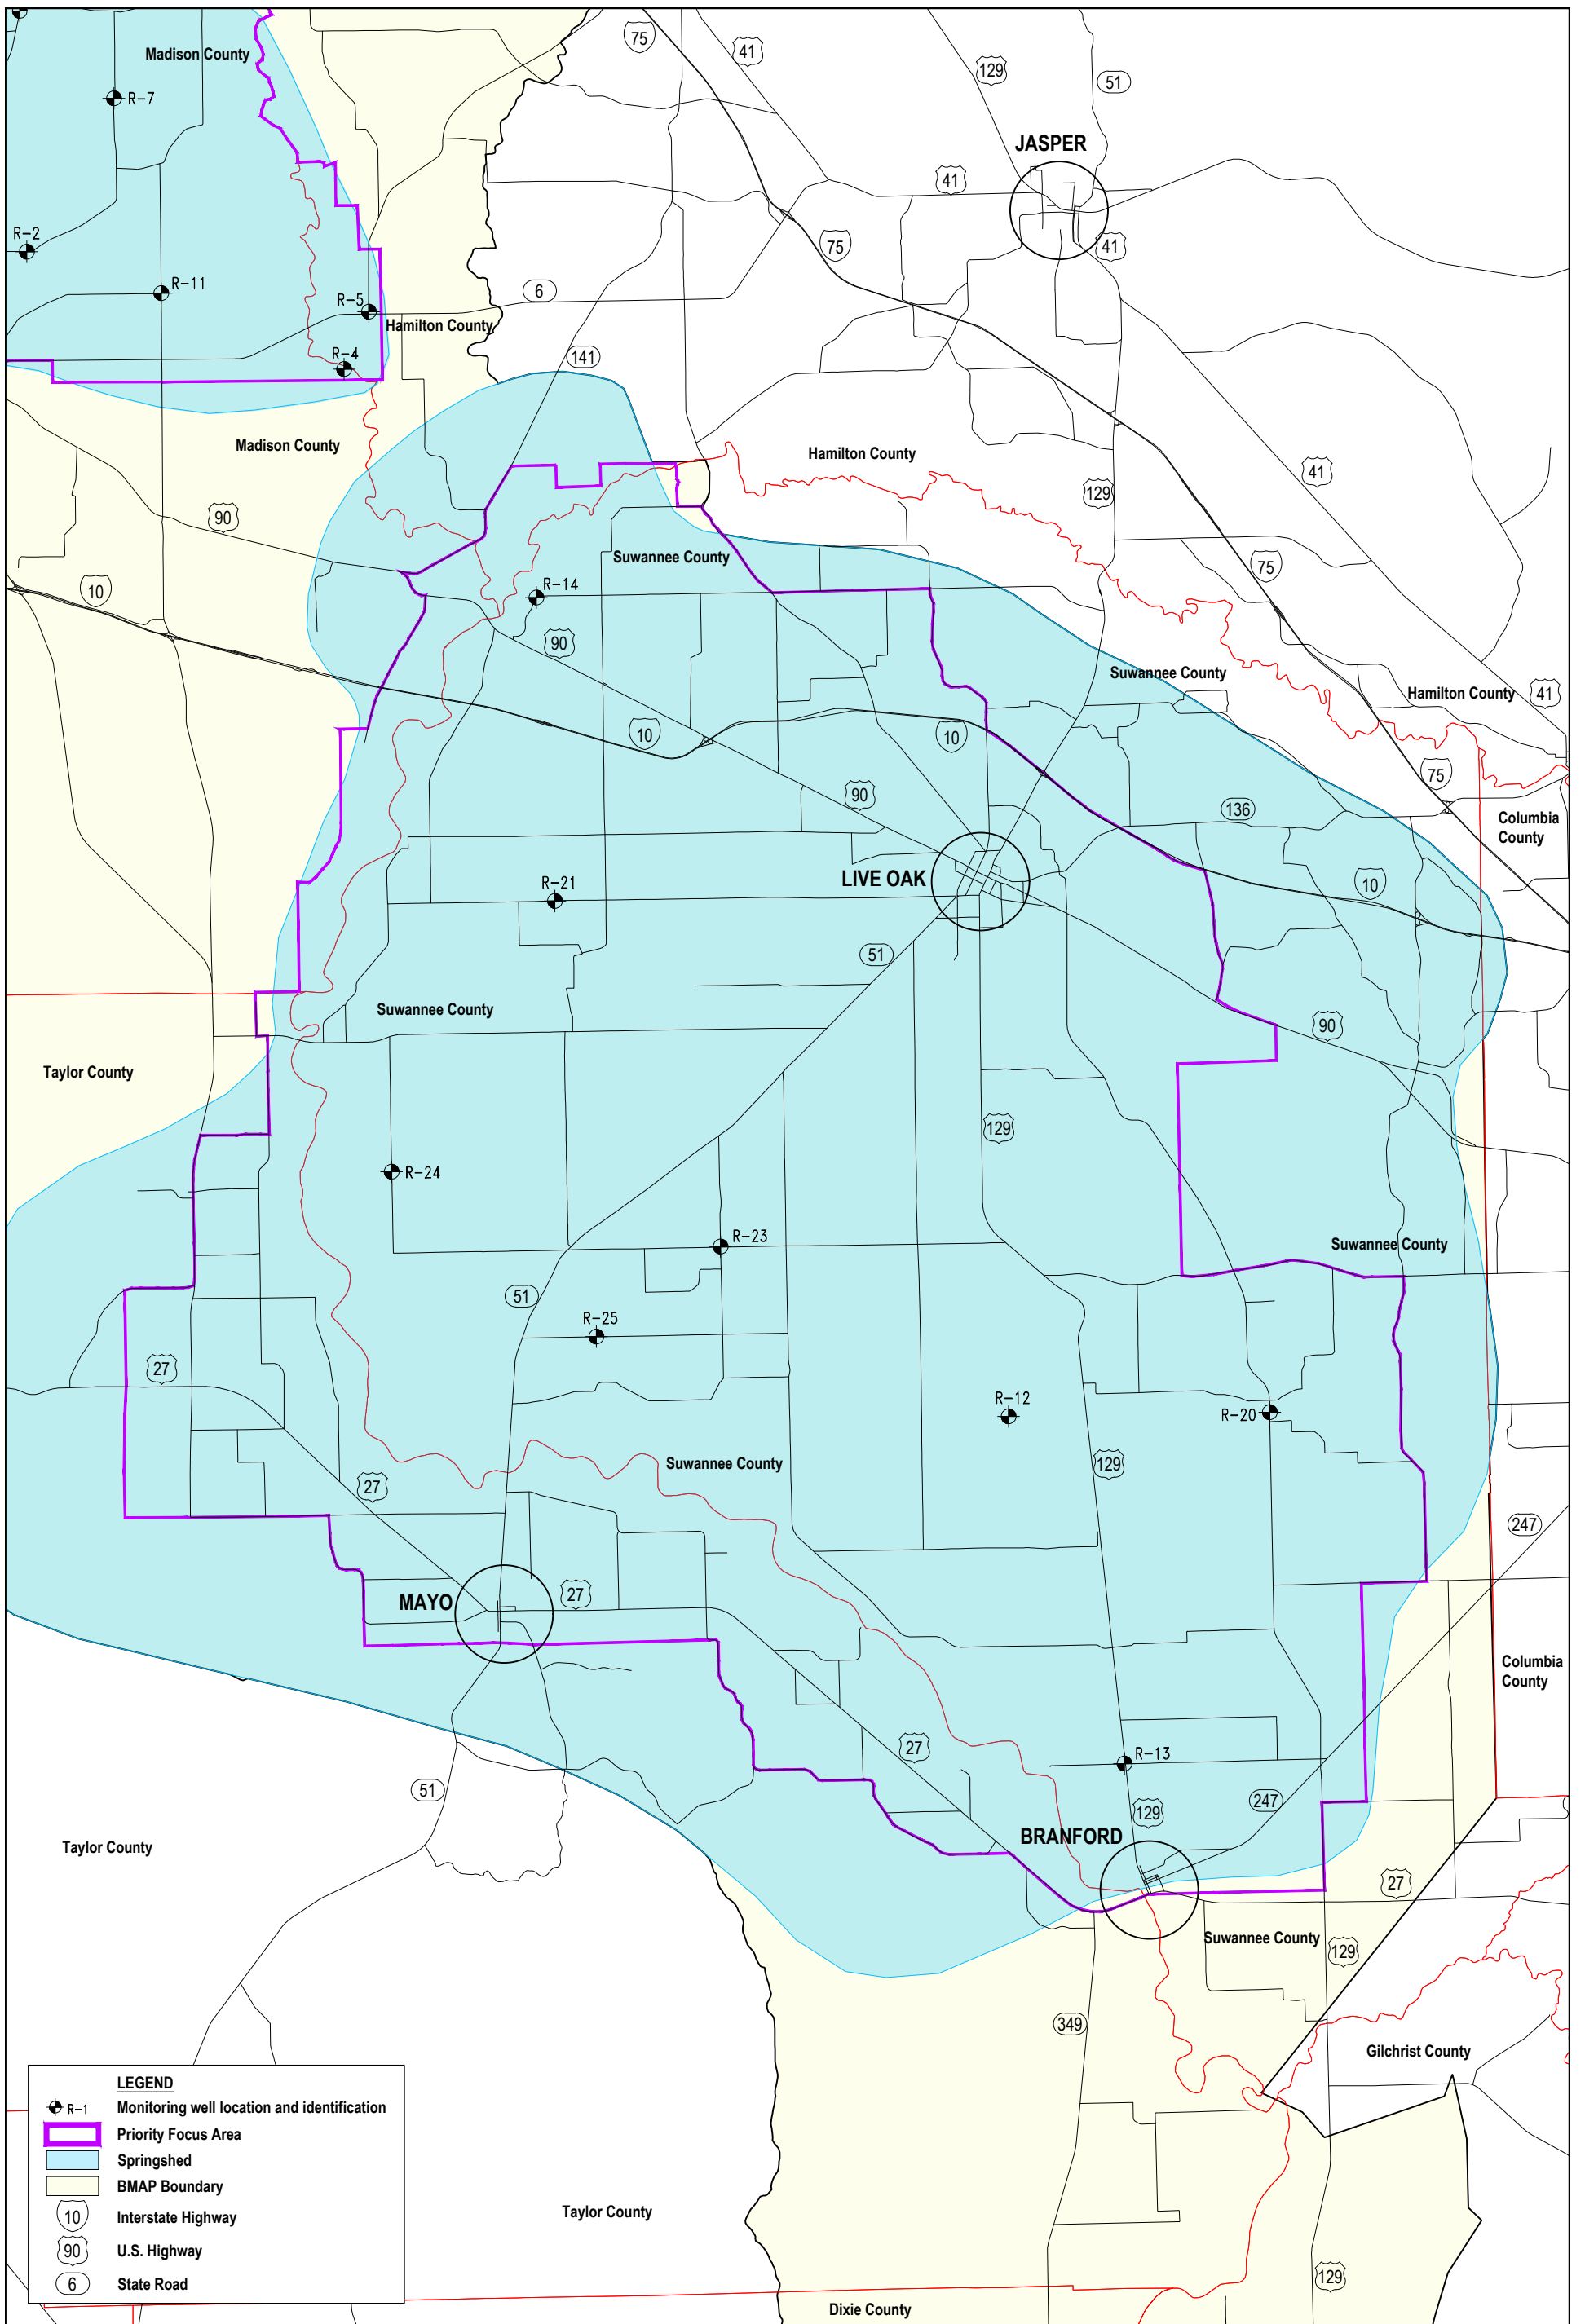 Madison County
75
41
129
51
R-7
JASPER
41
R-2
75
41
R-11
6
R-5
Hamilton County
141
R-4
Madison County
Hamilton County
41
129
90
Suwannee County
75
10
R-14
90
Suwannee County
Hamilton County
41
10
10
75
90
136
Columbia
County
LIVE OAK
R-21
10
51
Suwannee County
90
Taylor County
129
R-24
R-23
Suwannee County
51
R-25
27
R-12
R-20
Suwannee County
129
27
247
MAYO
27
Columbia
County
27
R-13
51
129
247
BRANFORD
Taylor County
27
Suwannee County
129
349
Gilchrist County
LEGEND
R-1 Monitoring well location and identification
Priority Focus Area
Springshed
BMAP Boundary
10 Interstate Highway
90 U.S. Highway
6 State Road
Taylor County
129
Dixie County